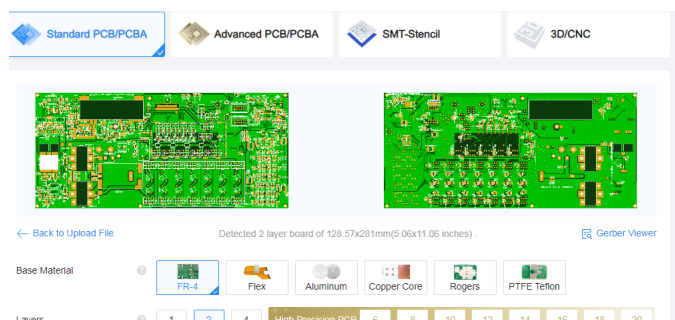 Standard PCB/PCBA
Advanced PCB/PCBA
SMT-Stencil
3D/CNC
Back to Upload File
Detected 2 layer board of 128.57x281mm(5.06x11.06 inches) .
Gerber Viewer
Base Material
FR-4
Flex
Aluminum
Copper Core
Rogers
PTFE Teflon
Layers
1
2
4
High Precision PCB
6
8
10
12
14
16
18
20